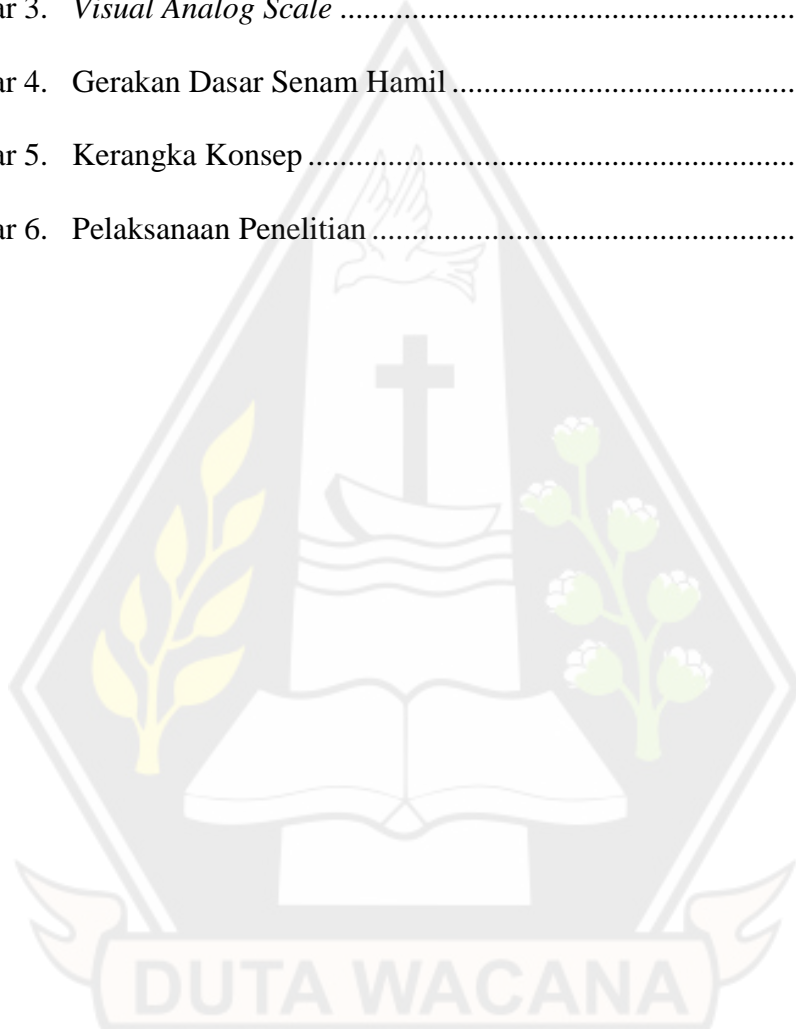 ar 3. Visual Analog Scale ..........................................................
ar 4. Gerakan Dasar Senam Hamil ...........................................
ar 5. Kerangka Konsep .............................................................
ar 6. Pelaksanaan Penelitian .....................................................
DUTA WACANA